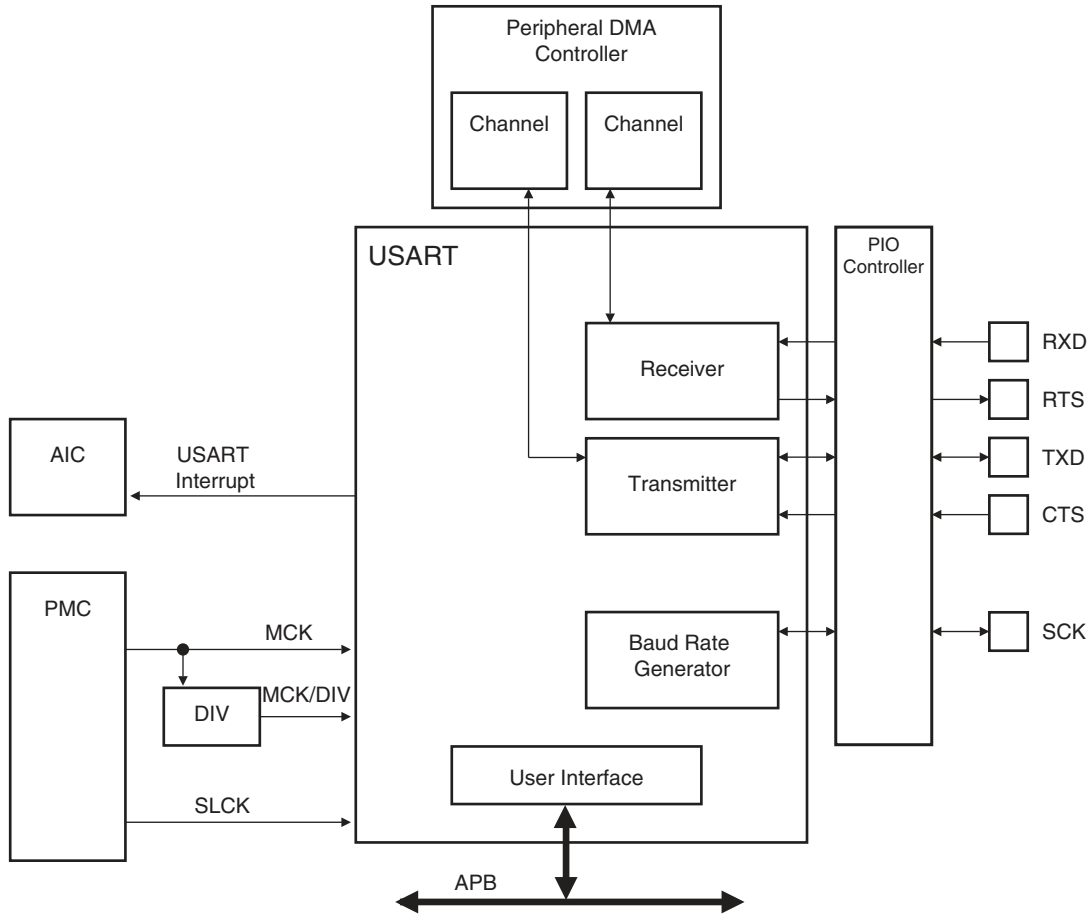 Peripheral DMA
Controller
Channel
Channel
USART
PIO
Controller
Receiver
RXD
RTS
AIC
USART
Interrupt
Transmitter
TXD
CTS
PMC
MCK
Baud Rate
Generator
SCK
DIV
MCK/DIV
User Interface
SLCK
APB